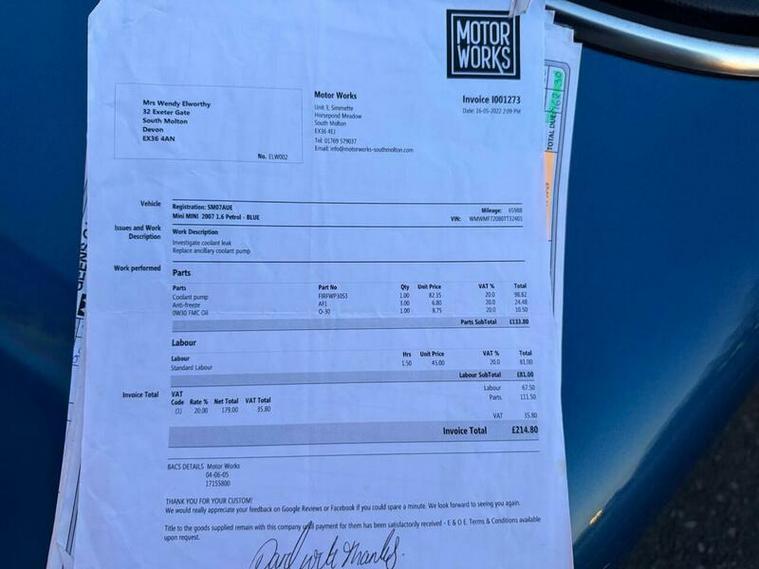 MOTOR
WORKS
Mrs Wendy Elworthy
32 Exeter Gate
South Molton
Devon
EX36 4AN
No. ELW002
Motor Works
Horsepond Meadow
South Molton
EX36 4EJ
Tel: 01769 579037
Email: info@motorworks-southmolton.com
Invoice I001273
Date: 16-05-2022 2:09 PM
TOTAL DUE
Vehicle
Registration: SM07AUE
Mileage: 65988
Mini MINI 2007 1.6 Petrol - BLUE
VIN:
Issues and Work
Description
Work Description
Investigate coolant leak
Replace ancillary coolant pump
Work performed
Parts
Parts Part No Qty Unit Price VAT % Total
Coolant pump FIRFWP3053 1.00 82.35 20.0 98.82
Anti-freeze AF1 3.00 6.80 20.0 24.48
0W30 FMC Oil O-30 1.00 8.75 20.0 10.50
Parts SubTotal £133.80
Labour
Labour Hrs Unit Price VAT % Total
Standard Labour 1.50 45.00 20.0 81.00
Labour SubTotal £81.00
Invoice Total
VAT
Code Rate % Net Total VAT Total
(1) 20.00 179.00 35.80
Labour 67.50
Parts 111.50
VAT 35.80
Invoice Total £214.80
BACS DETAILS Motor Works
04-06-05
17155800
THANK YOU FOR YOUR CUSTOM!
We would really appreciate your feedback on Google Reviews or Facebook if you could spare a minute. We look forward to seeing you again.
Title to the goods supplied remain with this company until payment for them has been satisfactorily received - E & O E. Terms & Conditions available
upon request.
Paid with thanks.